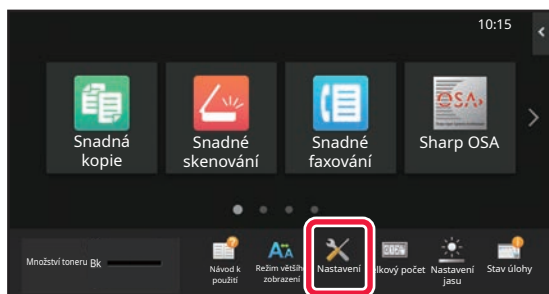 10:15
Snadná
kopie
Snadné
skenování
Snadné
faxování
OSA
Sharp OSA
Množství toneru Bk
Návod k
použití
Režim většíh
zobrazení
Nastavení
lkový počet
Nastavení
jasu
Stav úlohy